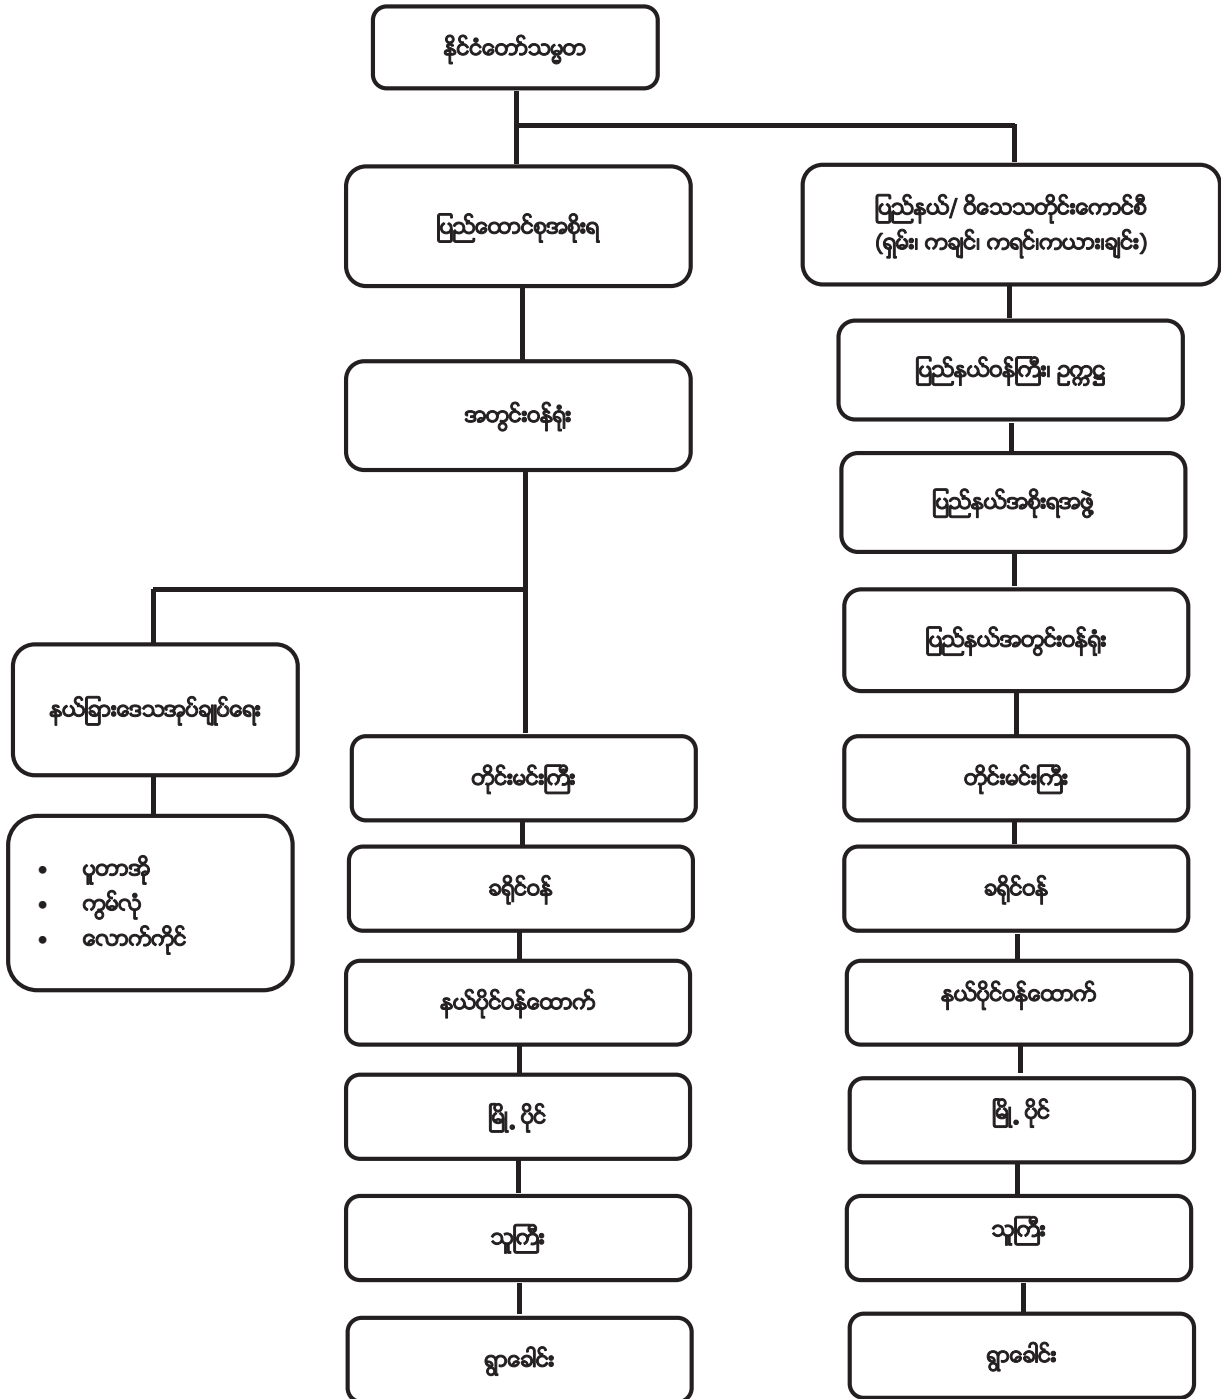 နိုင်ငံတော်သမ္မတ
ပြည်ထောင်စုအစိုးရ
အတွင်းဝန်ရုံး
နယ်ခြားဒေသအုပ်ချုပ်ရေး
• ပူတာအို
• ကွမ်လုံ
• လောက်ကိုင်
တိုင်းမင်းကြီး
ခရိုင်ဝန်
နယ်ပိုင်ဝန်ထောက်
မြို့ ပိုင်
သူကြီး
ရွာခေါင်း
ပြည်နယ်/ ဝိသေသတိုင်းကောင်စီ
(ရှမ်း၊ ကချင်၊ ကရင်၊ကယား၊ချင်း)
ပြည်နယ်ဝန်ကြီး၊ ဥက္ကဋ္ဌ
ပြည်နယ်အစိုးရအဖွဲ့
ပြည်နယ်အတွင်းဝန်ရုံး
တိုင်းမင်းကြီး
ခရိုင်ဝန်
နယ်ပိုင်ဝန်ထောက်
မြို့ ပိုင်
သူကြီး
ရွာခေါင်း